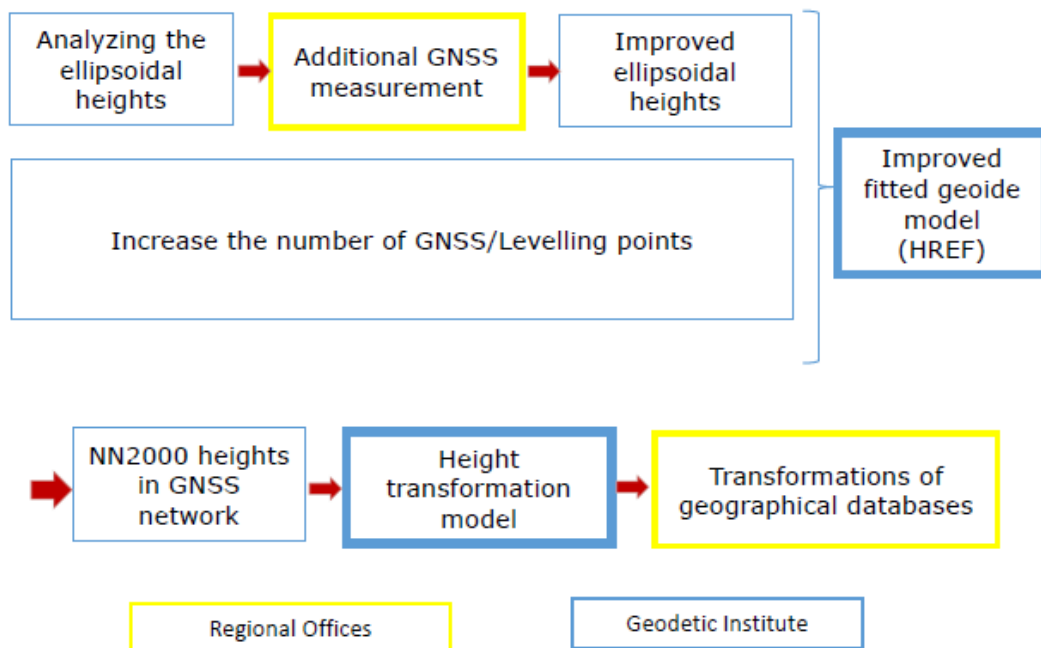 Analyzing the
ellipsoidal
heights
Additional GNSS
measurement
Improved
ellipsoidal
heights
Increase the number of GNSS/Levelling points
Improved
fitted geoide
model
(HREF)
NN2000 heights
in GNSS
network
Height
transformation
model
Transformations of
geographical databases
Regional Offices
Geodetic Institute